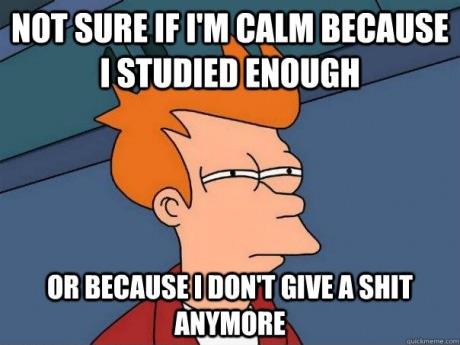 NOT SURE IF I'M CALM BECAUSE
I STUDIED ENOUGH
OR BECAUSE I DON'T GIVE A SHIT
ANYMORE
quickmeme.com